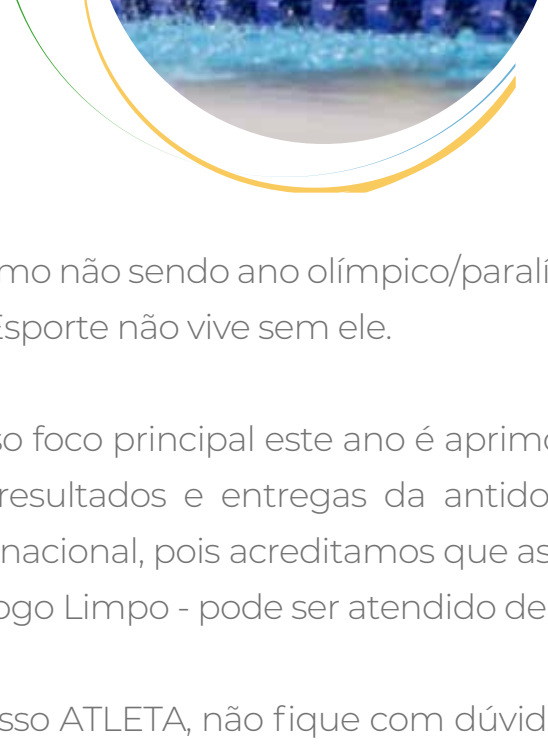 mo não sendo ano olímpico/paralí
Esporte não vive sem ele.
so foco principal este ano é aprimo
resultados e entregas da antido
nacional, pois acreditamos que as
ogo Limpo - pode ser atendido de
sso ATLETA, não fique com dúvid